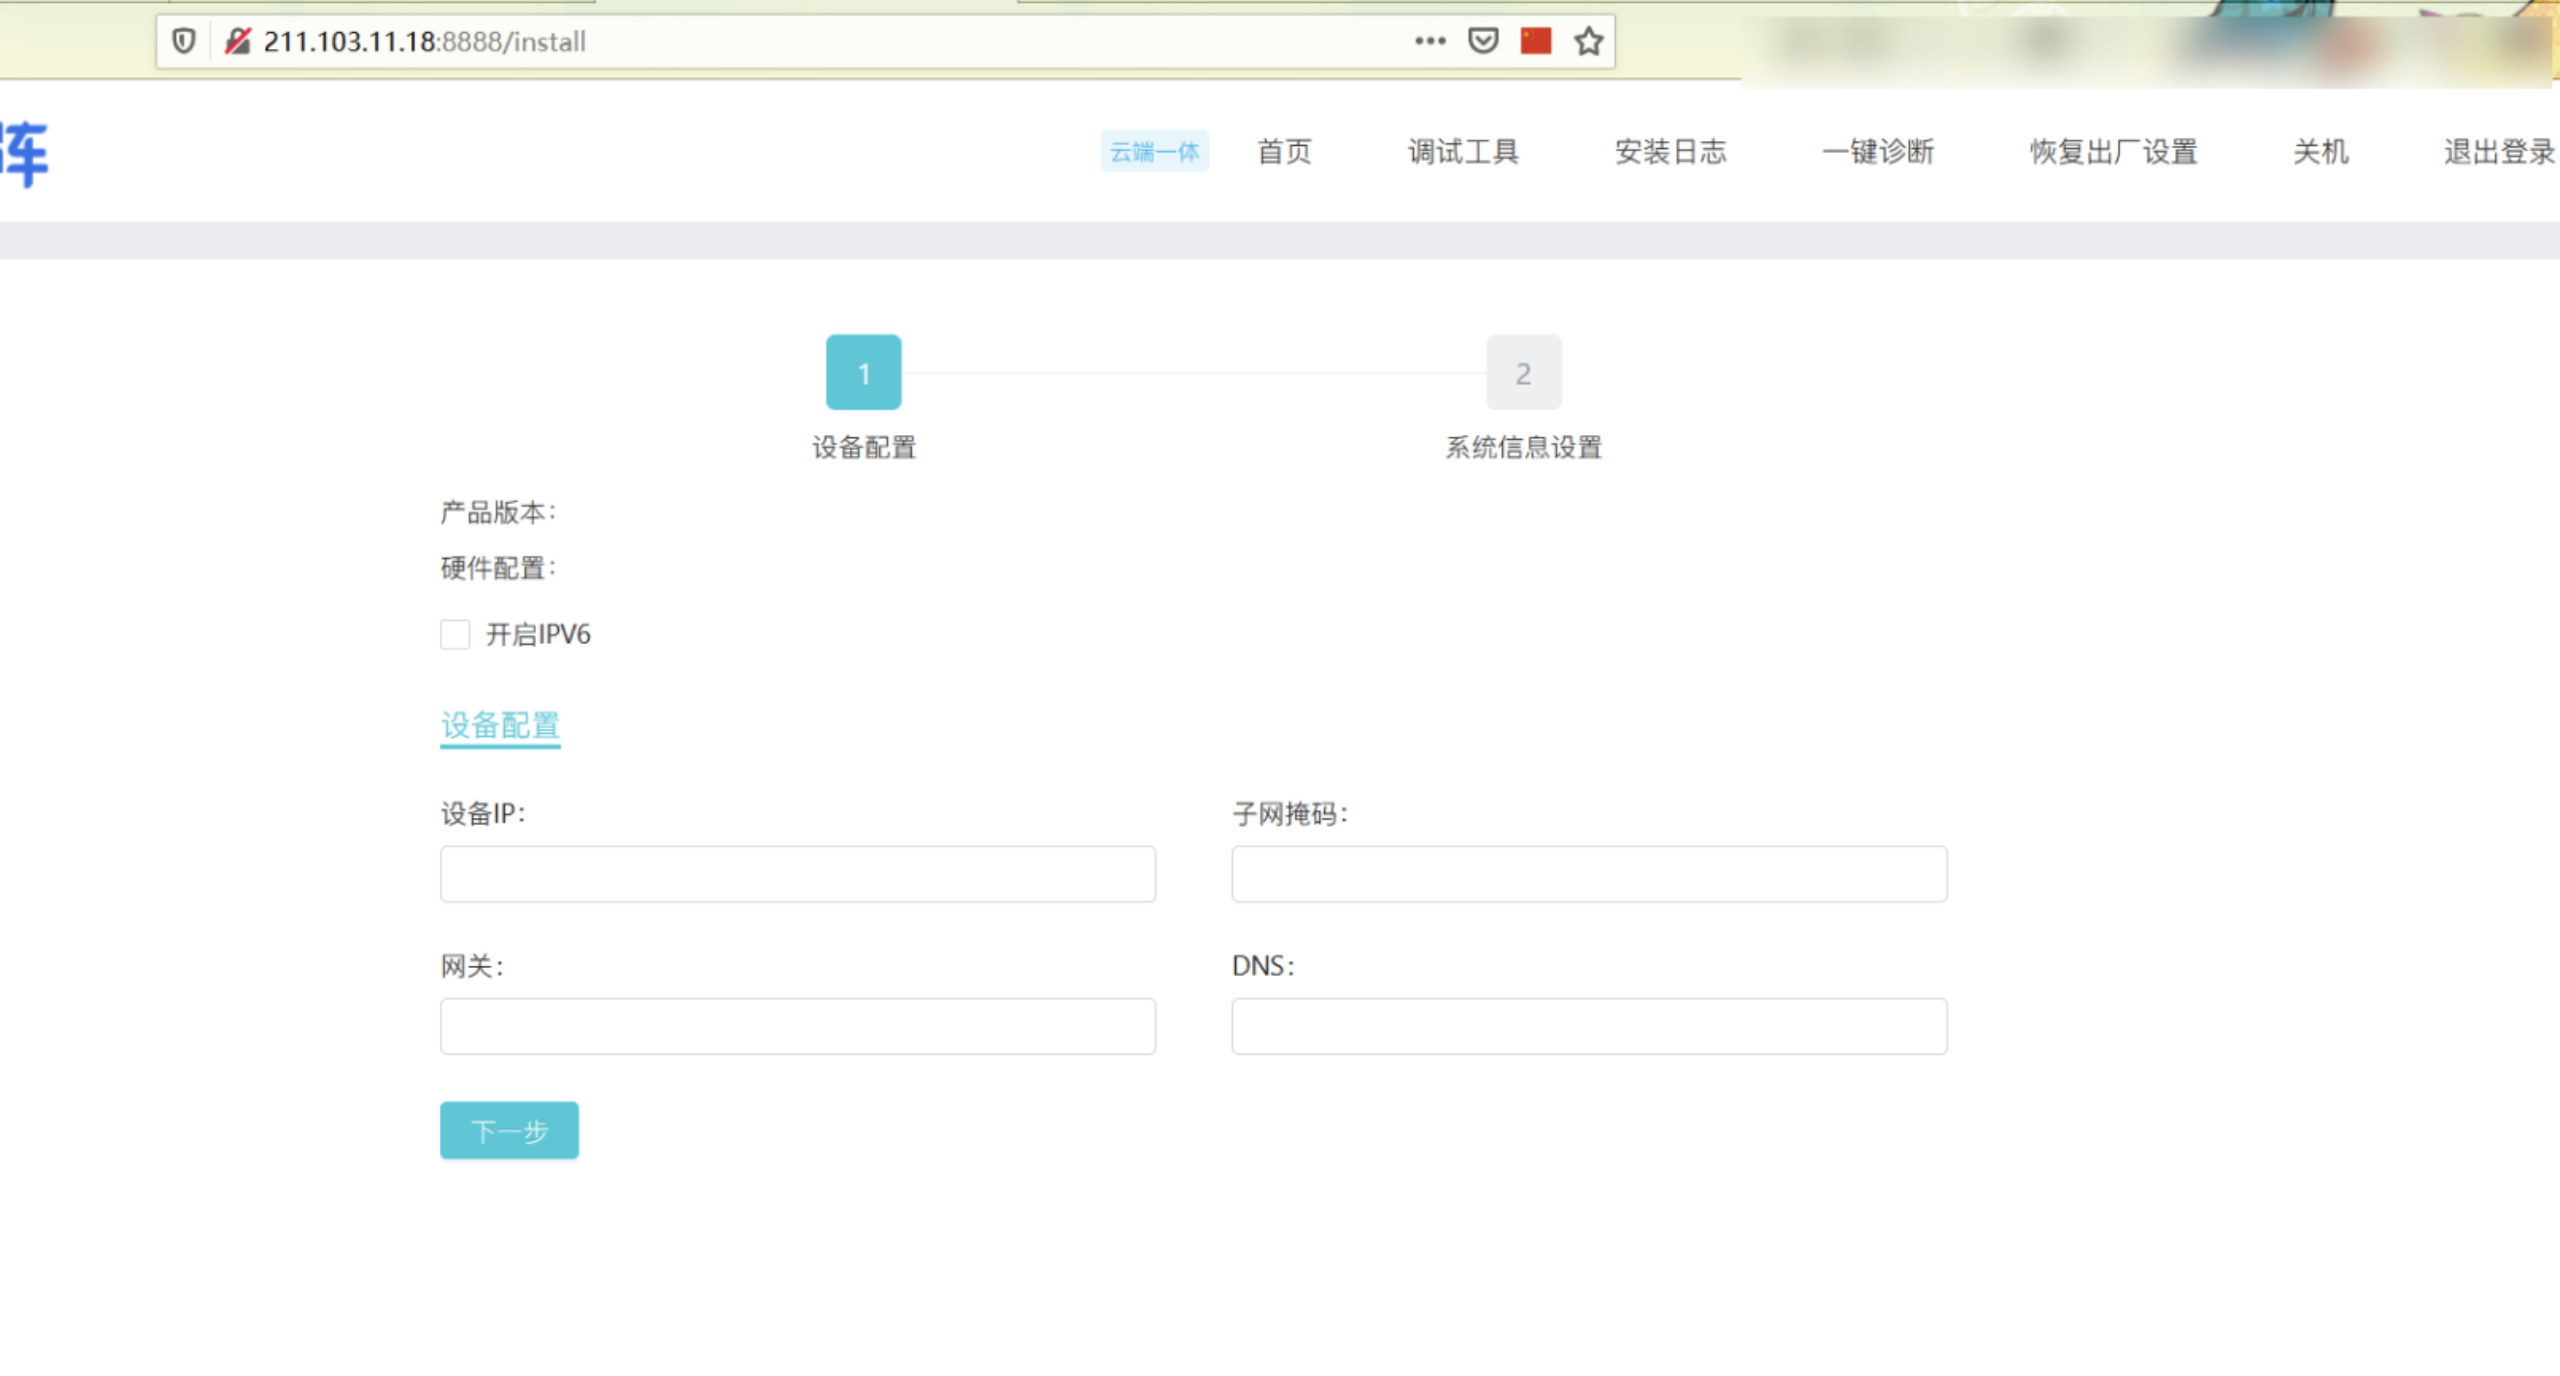 211.103.11.18:8888/install
阵
云端一体 首页 调试工具 安装日志 一键诊断 恢复出厂设置 关机 退出登录
1 2
设备配置 系统信息设置
产品版本:
硬件配置:
开启IPV6
设备配置
设备IP: 子网掩码:
网关: DNS:
下一步